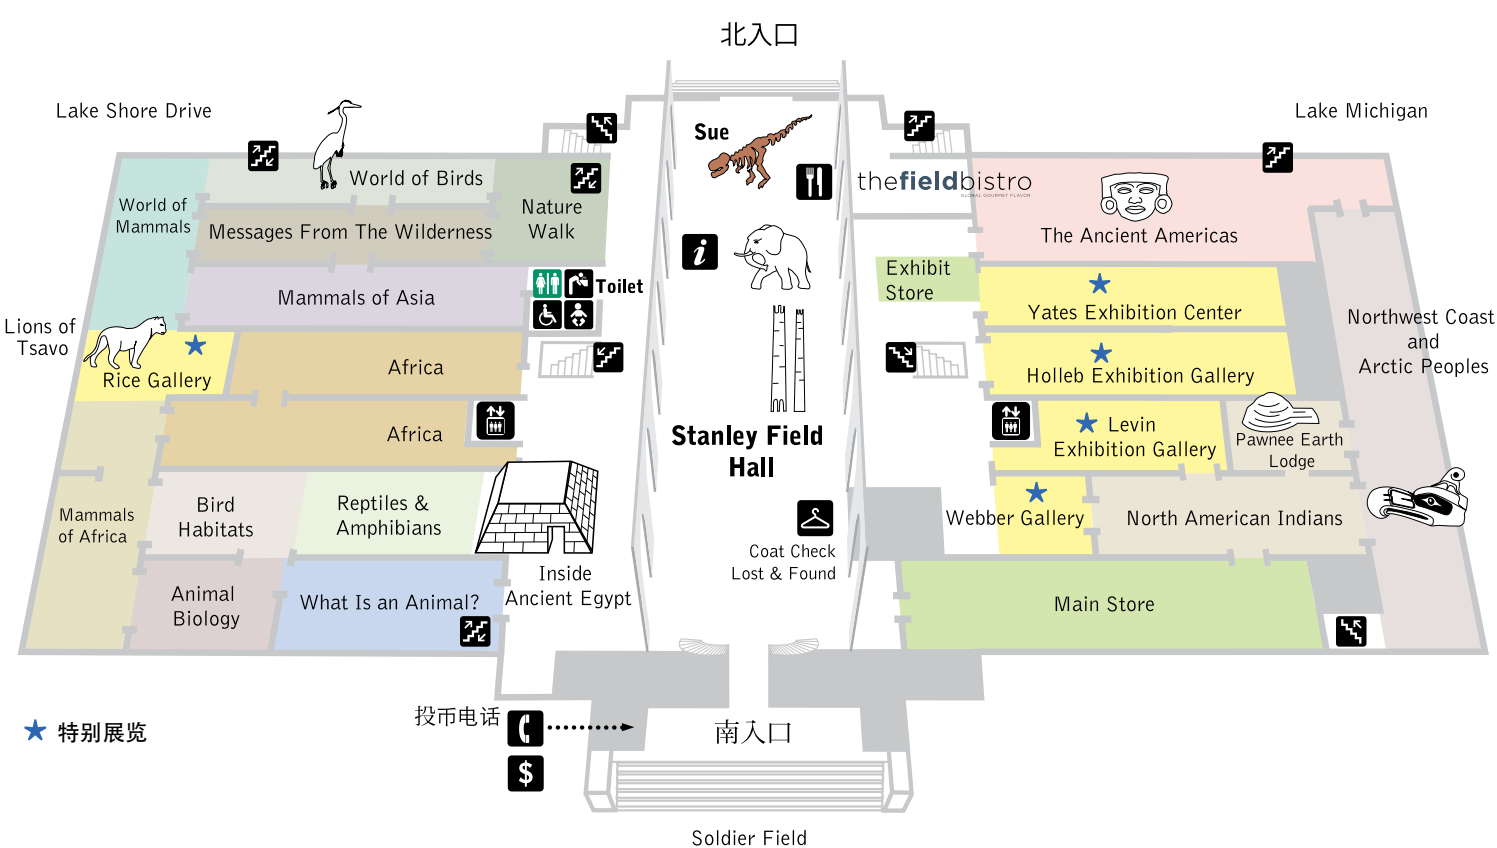 北入口
Lake Shore Drive
Lake Michigan
Sue
World of Birds
thefieldbistro
GLOBAL GOURMET FLAVOR
World of
Mammals
Nature
Walk
Messages From The Wilderness
The Ancient Americas
i
Exhibit
Store
Mammals of Asia
Toilet
Yates Exhibition Center
Lions of
Tsavo
Northwest Coast
and
Arctic Peoples
Rice Gallery
Africa
Holleb Exhibition Gallery
Africa
Stanley Field
Hall
Levin
Exhibition Gallery
Pawnee Earth
Lodge
Mammals
of Africa
Bird
Habitats
Reptiles &
Amphibians
Webber Gallery
North American Indians
Coat Check
Lost & Found
Inside
Ancient Egypt
Animal
Biology
What Is an Animal?
Main Store
投币电话
$
南入口
特别展览
Soldier Field